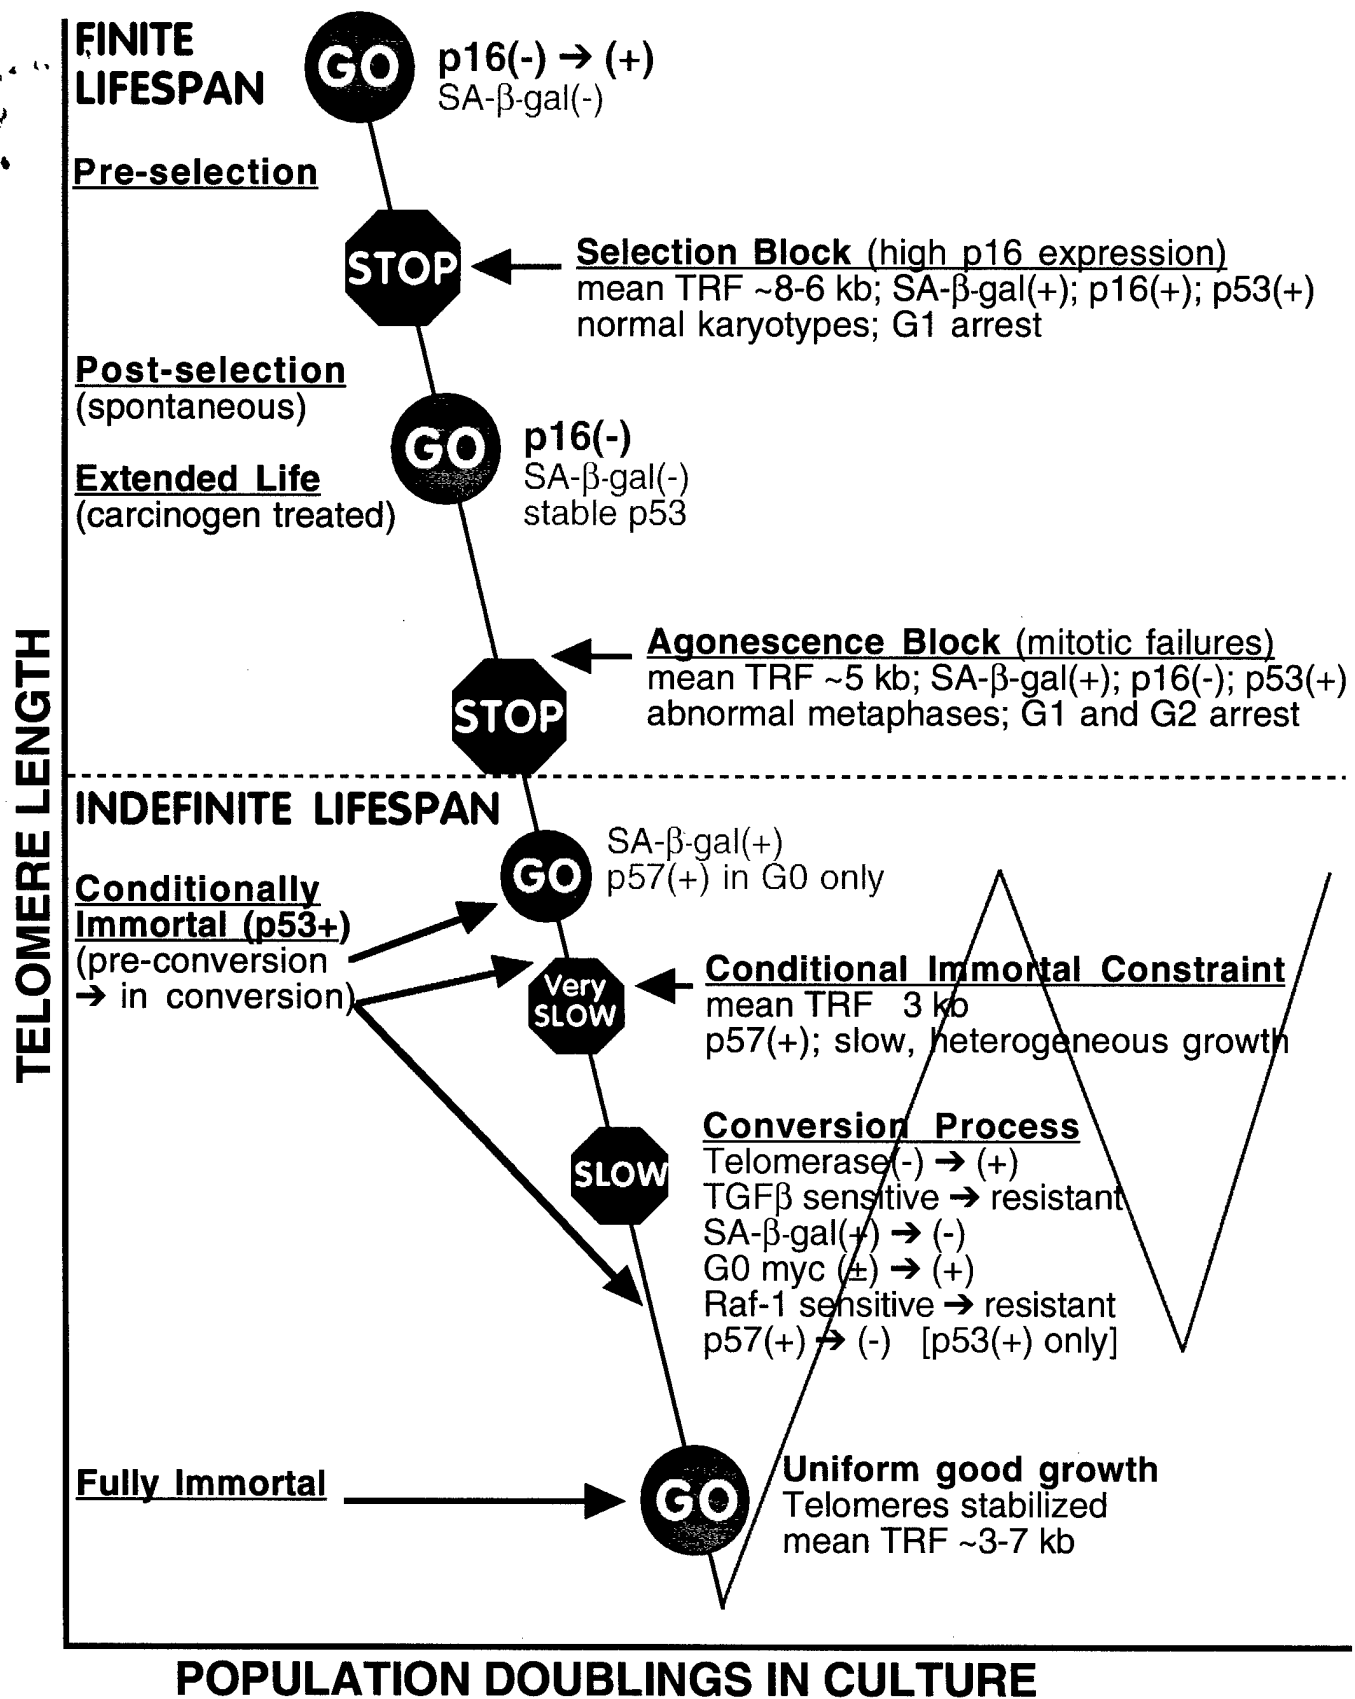 FINITE
LIFESPAN
GO
p16(-) → (+)
SA-β-gal(-)
Pre-selection
STOP
Selection Block (high p16 expression)
mean TRF ~8-6 kb; SA-β-gal(+); p16(+); p53(+)
normal karyotypes; G1 arrest
Post-selection
(spontaneous)
GO
p16(-)
SA-β-gal(-)
stable p53
Extended Life
(carcinogen treated)
Agonescence Block (mitotic failures)
mean TRF ~5 kb; SA-β-gal(+); p16(-); p53(+)
abnormal metaphases; G1 and G2 arrest
STOP
TELOMERE LENGTH
INDEFINITE LIFESPAN
GO
SA-β-gal(+)
p57(+) in G0 only
Conditionally
Immortal (p53+)
(pre-conversion
→ in conversion)
Very
SLOW
Conditional Immortal Constraint
mean TRF 3 kb
p57(+); slow, heterogeneous growth
SLOW
Conversion Process
Telomerase(-) → (+)
TGFβ sensitive → resistant
SA-β-gal(+) → (-)
G0 myc (±) → (+)
Raf-1 sensitive → resistant
p57(+) → (-) [p53(+) only]
Fully Immortal
GO
Uniform good growth
Telomeres stabilized
mean TRF ~3-7 kb
POPULATION DOUBLINGS IN CULTURE